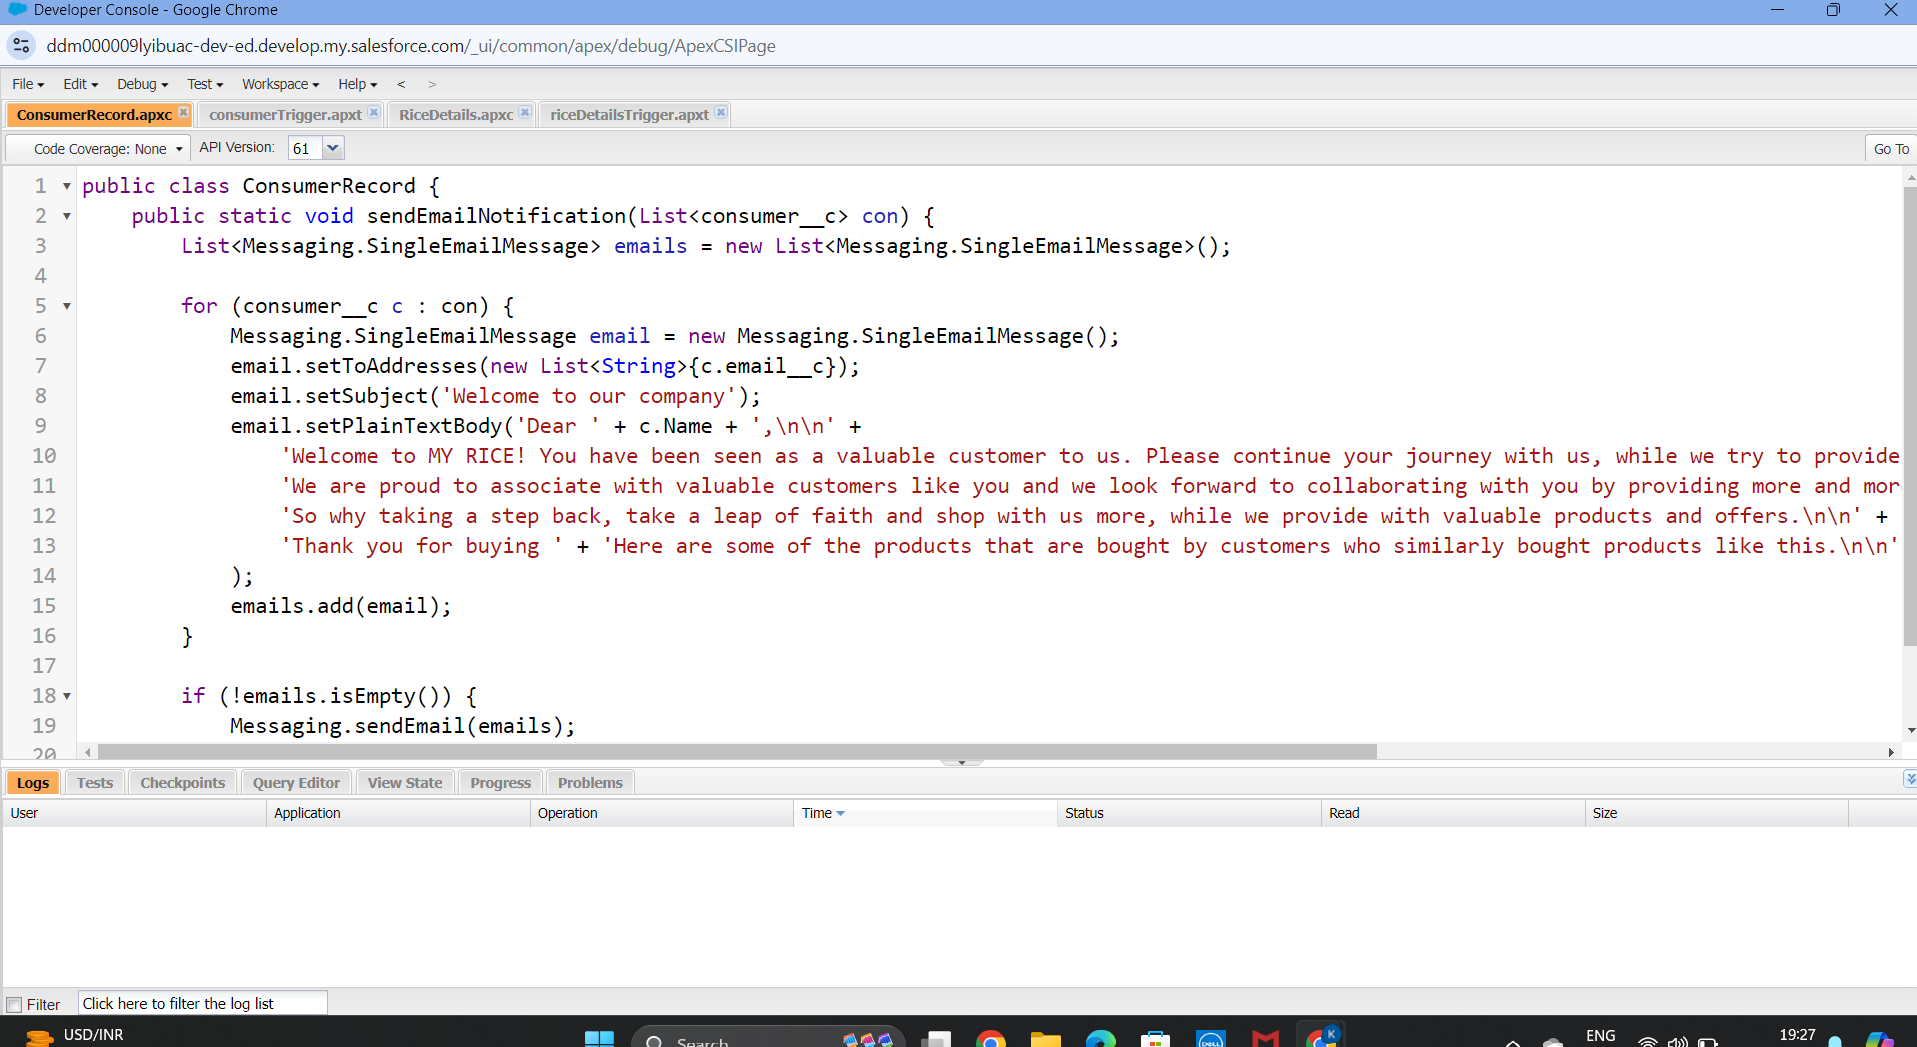 Developer Console - Google Chrome
ddm000009lyibuac-dev-ed.develop.my.salesforce.com/_ui/common/apex/debug/ApexCSIPage
File Edit Debug Test Workspace Help < >
ConsumerRecord.apxc consumerTrigger.apxt RiceDetails.apxc riceDetailsTrigger.apxt
Code Coverage: None API Version: 61 Go To
1 public class ConsumerRecord {
2 public static void sendEmailNotification(List<consumer__c> con) {
3 List<Messaging.SingleEmailMessage> emails = new List<Messaging.SingleEmailMessage>();
4
5 for (consumer__c c : con) {
6 Messaging.SingleEmailMessage email = new Messaging.SingleEmailMessage();
7 email.setToAddresses(new List<String>{c.email__c});
8 email.setSubject('Welcome to our company');
9 email.setPlainTextBody('Dear ' + c.Name + ',\n\n' +
10 'Welcome to MY RICE! You have been seen as a valuable customer to us. Please continue your journey with us, while we try to provide
11 'We are proud to associate with valuable customers like you and we look forward to collaborating with you by providing more and mor
12 'So why taking a step back, take a leap of faith and shop with us more, while we provide with valuable products and offers.\n\n' +
13 'Thank you for buying ' + 'Here are some of the products that are bought by customers who similarly bought products like this.\n\n'
14 );
15 emails.add(email);
16 }
17
18 if (!emails.isEmpty()) {
19 Messaging.sendEmail(emails);
20
Logs Tests Checkpoints Query Editor View State Progress Problems
User Application Operation Time Status Read Size
Filter Click here to filter the log list
USD/INR Search DELL K ENG 19:27